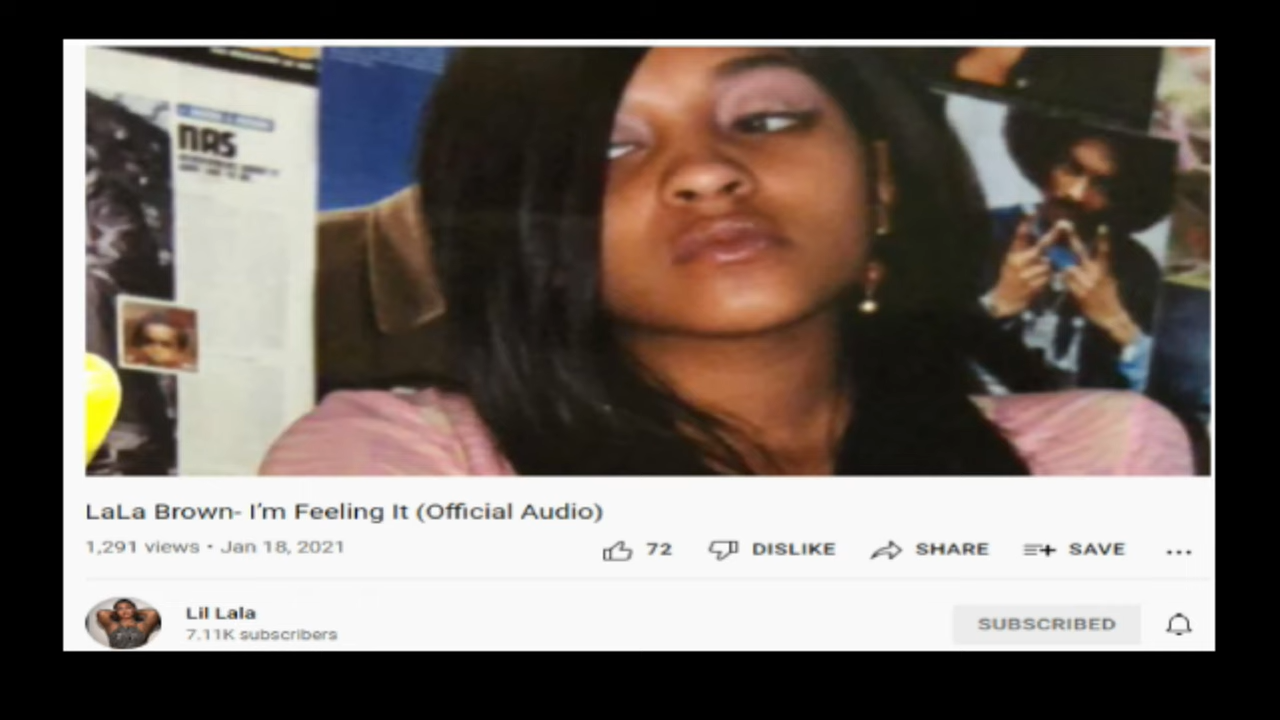 NAS
LaLa Brown- I'm Feeling It (Official Audio)
1,291 views • Jan 18, 2021
72 DISLIKE SHARE SAVE
Lil Lala
7.11K subscribers
SUBSCRIBED